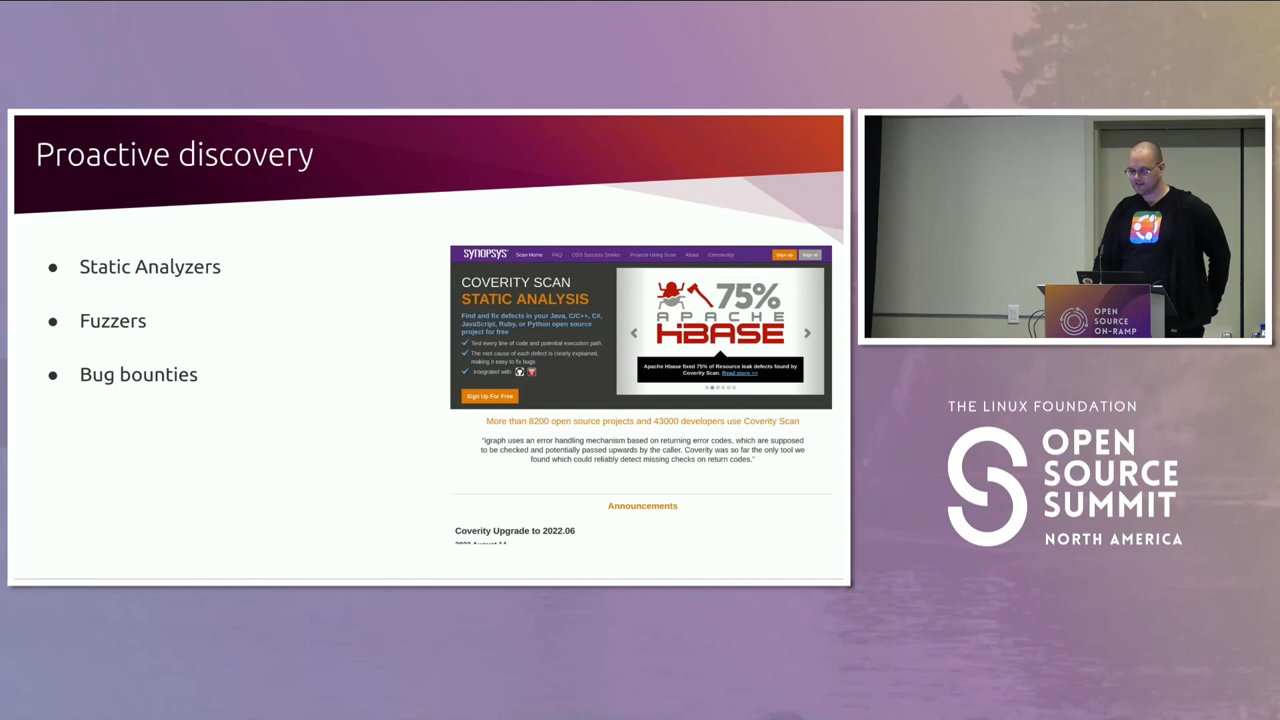 Proactive discovery
● Static Analyzers
● Fuzzers
● Bug bounties
SYNOPSYS
Scan Home FAQ OSS Success Stories Projects Using Scan About Community Sign up Sign in
COVERITY SCAN
STATIC ANALYSIS
Find and fix defects in your Java, C/C++, C#,
JavaScript, Ruby, or Python open source
project for free
Test every line of code and potential execution path
The root cause of each defect is clearly explained,
making it easy to fix bugs
Integrated with
Sign Up For Free
75%
APACHE
HBASE
Apache Hbase fixed 75% of Resource leak defects found by
Coverity Scan. Read more >>
More than 8200 open source projects and 43000 developers use Coverity Scan
"igraph uses an error handling mechanism based on returning error codes, which are supposed
to be checked and potentially passed upwards by the caller. Coverity was so far the only tool we
found which could reliably detect missing checks on return codes."
Announcements
Coverity Upgrade to 2022.06
OPEN
SOURCE
ON-RAMP
THE LINUX FOUNDATION
OPEN
SOURCE
SUMMIT
NORTH AMERICA